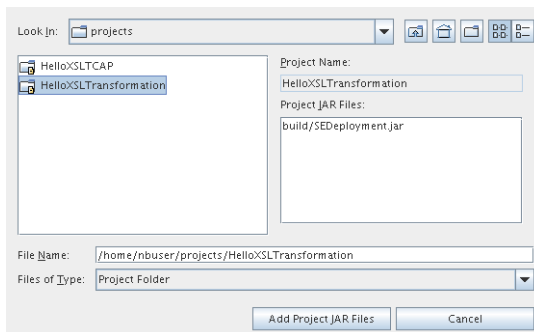 Look In: projects
HelloXSLTCAP
HelloXSLTransformation
Project Name:
HelloXSLTransformation
Project JAR Files:
build/SEDeployment.jar
File Name: /home/nbuser/projects/HelloXSLTransformation
Files of Type: Project Folder
Add Project JAR Files Cancel